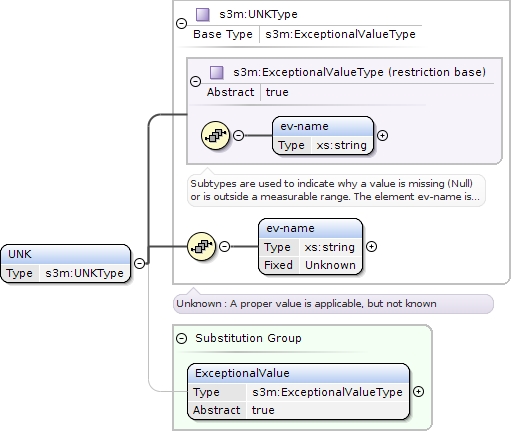 s3m:UNKType
Base Type s3m:ExceptionalValueType
s3m:ExceptionalValueType (restriction base)
Abstract true
ev-name
Type xs:string
Subtypes are used to indicate why a value is missing (Null)
or is outside a measurable range. The element ev-name is...
ev-name
Type xs:string
Fixed Unknown
UNK
Type s3m:UNKType
Unknown : A proper value is applicable, but not known
Substitution Group
ExceptionalValue
Type s3m:ExceptionalValueType
Abstract true